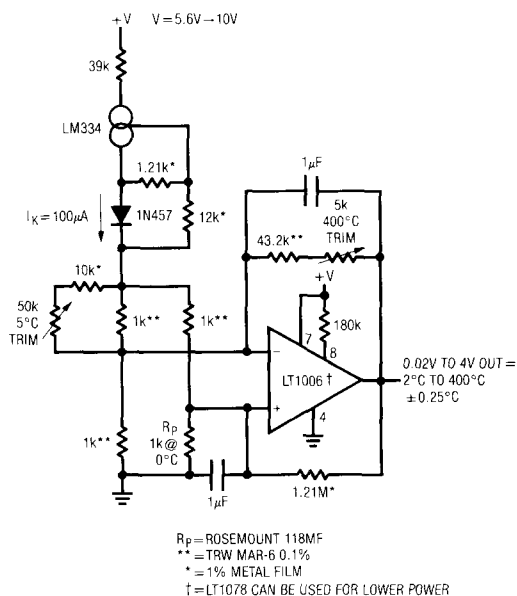 +V V=5.6V→10V
39k
LM334
1.21k*
1µF
I_K=100µA
1N457
12k*
5k
400°C
TRIM
43.2k**
10k*
+V
50k
5°C
TRIM
1k**
1k**
180k
7
8
−
LT1006 †
+
4
0.02V TO 4V OUT =
2°C TO 400°C
±0.25°C
1k**
R_P
1k @
0°C
1µF
1.21M*
R_P=ROSEMOUNT 118MF
**=TRW MAR-6 0.1%
*=1% METAL FILM
†=LT1078 CAN BE USED FOR LOWER POWER